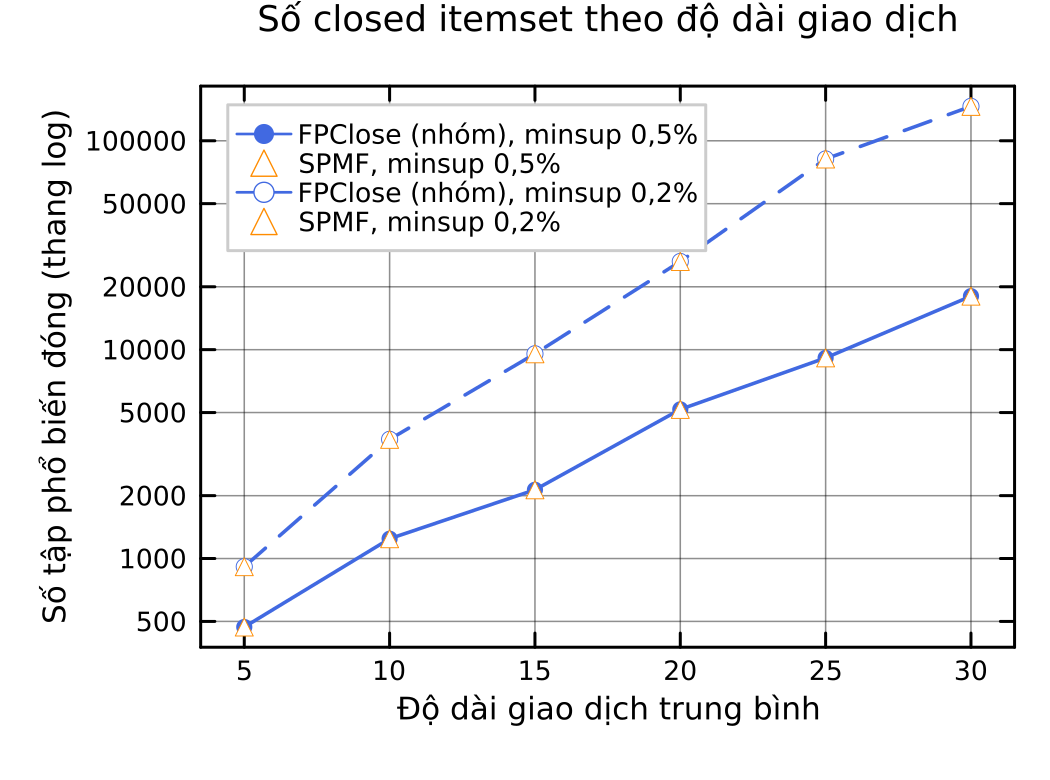 Số closed itemset theo độ dài giao dịch
FPClose (nhóm), minsup 0,5%
SPMF, minsup 0,5%
FPClose (nhóm), minsup 0,2%
SPMF, minsup 0,2%
Số tập phổ biến đóng (thang log)
100000
50000
20000
10000
5000
2000
1000
500
5 10 15 20 25 30
Độ dài giao dịch trung bình